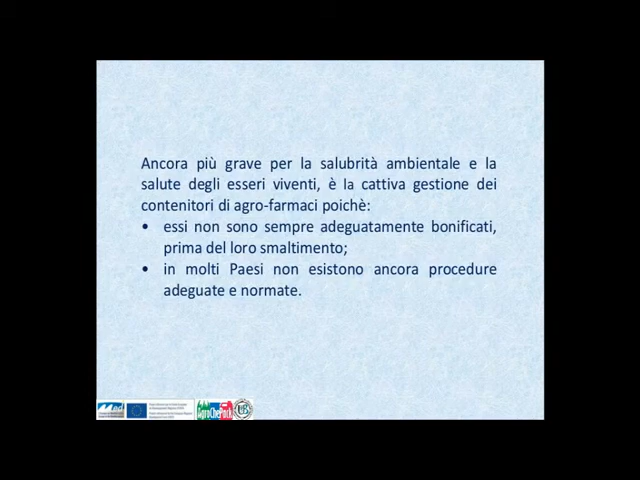 Ancora più grave per la salubrità ambientale e la
salute degli esseri viventi, è la cattiva gestione dei
contenitori di agro-farmaci poichè:
• essi non sono sempre adeguatamente bonificati,
prima del loro smaltimento;
• in molti Paesi non esistono ancora procedure
adeguate e normate.
Med
AgroChePack